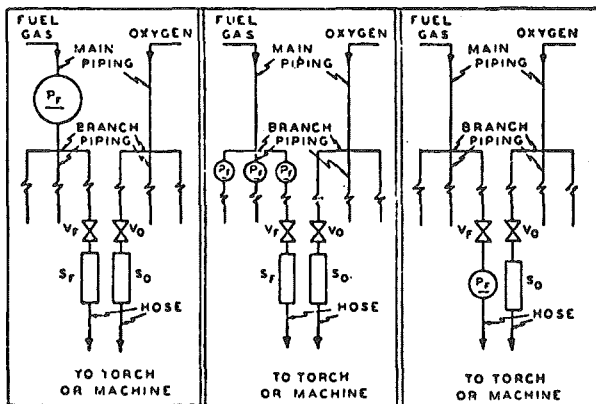 FUEL GAS
OXYGEN
MAIN PIPING
PF
BRANCH PIPING
VF
VO
SF
SO
HOSE
TO TORCH
OR MACHINE
FUEL GAS
OXYGEN
MAIN PIPING
BRANCH PIPING
Pf
Pf
Pf
VF
VO
SF
SO
HOSE
TO TORCH
OR MACHINE
FUEL GAS
OXYGEN
MAIN PIPING
BRANCH PIPING
VF
VO
PF
SO
HOSE
TO TORCH
OR MACHINE